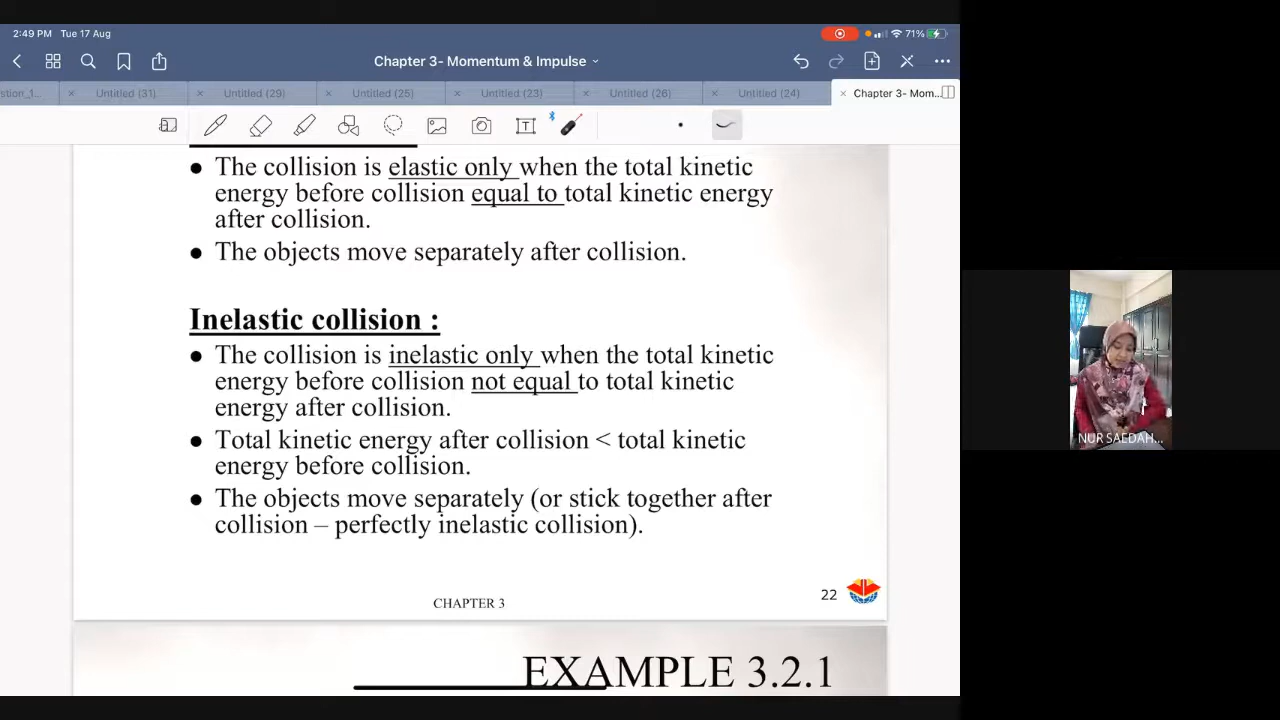 2:49 PM Tue 17 Aug
71%
Chapter 3- Momentum & Impulse
stion_1...
Untitled (31)
Untitled (29)
Untitled (25)
Untitled (23)
Untitled (26)
Untitled (24)
Chapter 3- Mom...
T
● The collision is elastic only when the total kinetic
energy before collision equal to total kinetic energy
after collision.
● The objects move separately after collision.
Inelastic collision :
● The collision is inelastic only when the total kinetic
energy before collision not equal to total kinetic
energy after collision.
● Total kinetic energy after collision < total kinetic
energy before collision.
● The objects move separately (or stick together after
collision – perfectly inelastic collision).
CHAPTER 3
22
EXAMPLE 3.2.1
NUR SAEDAH...